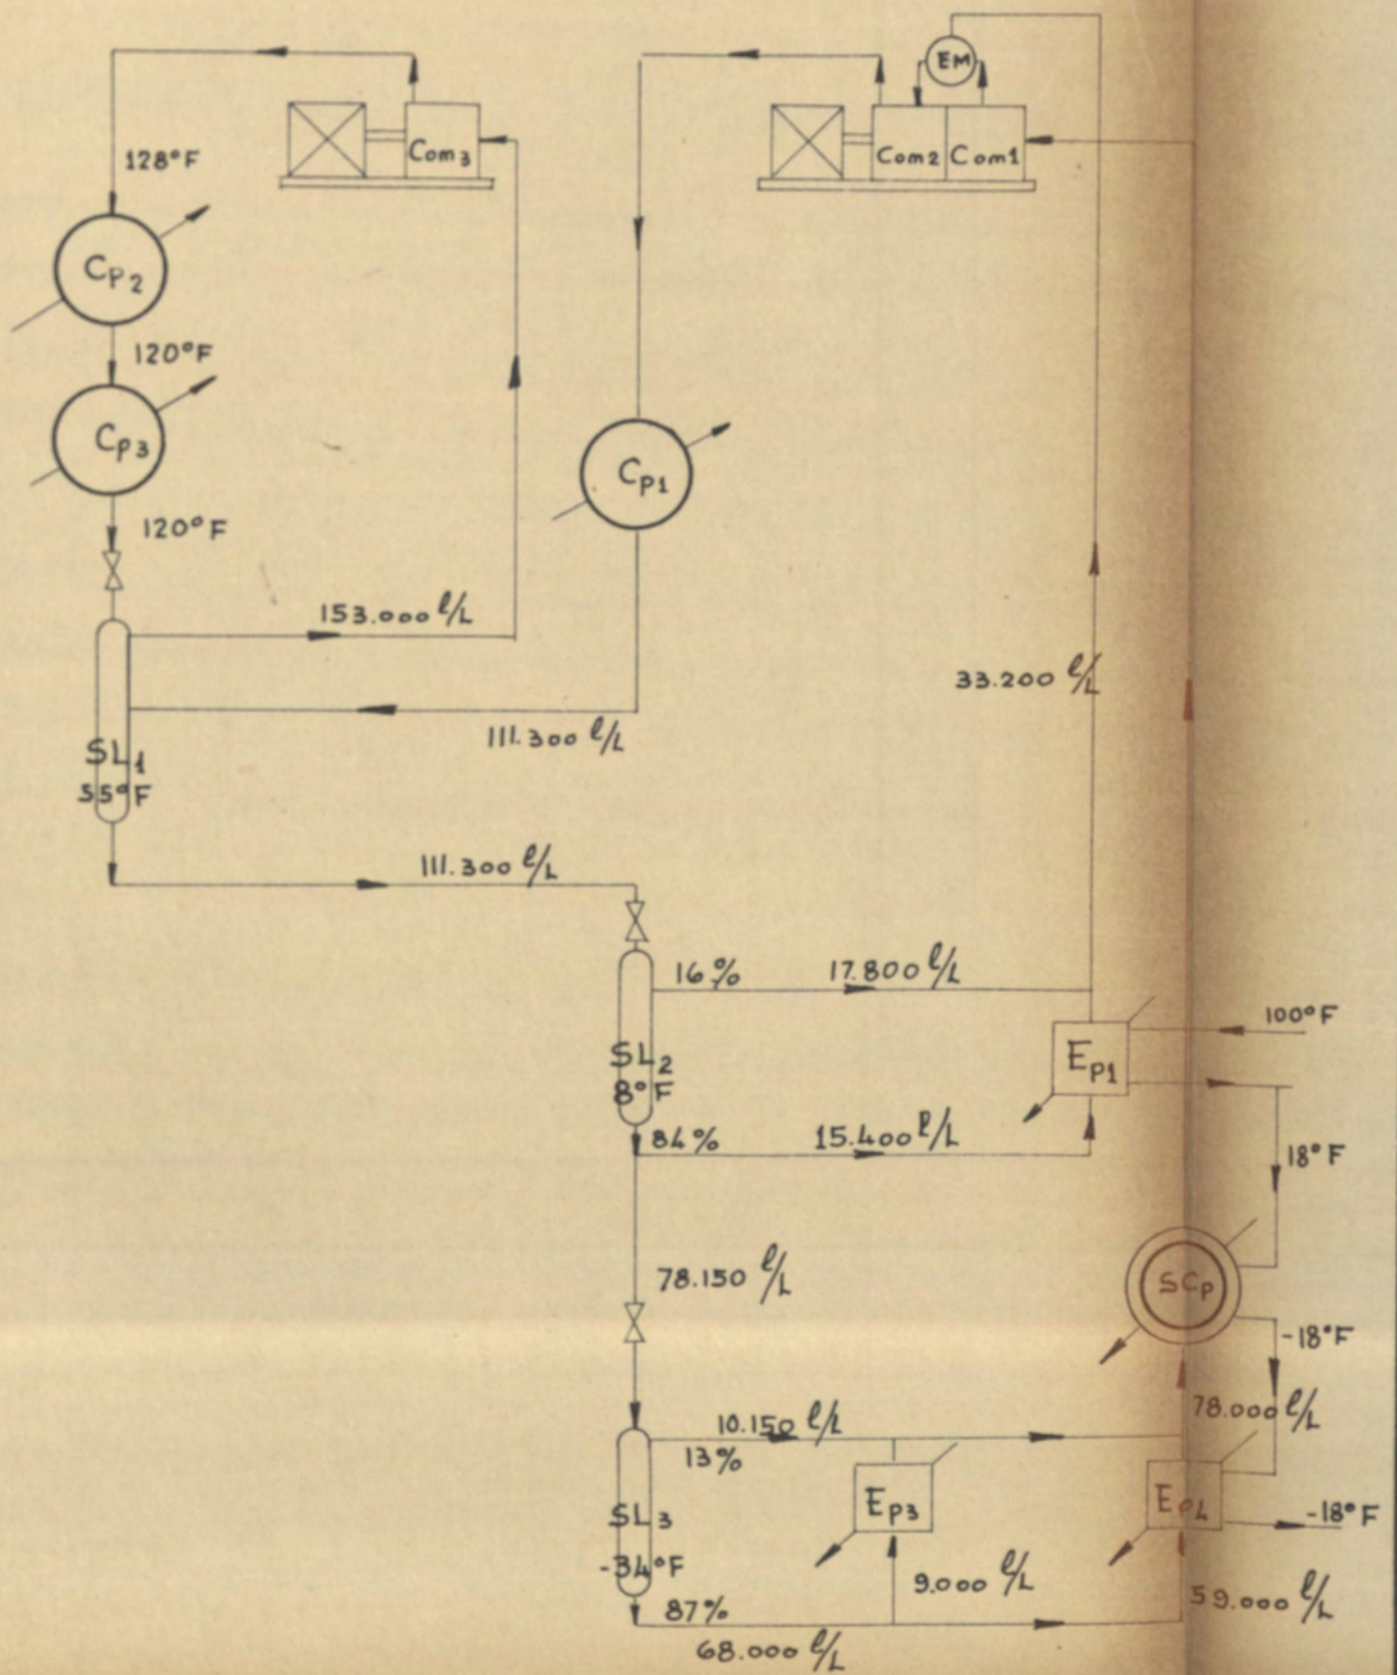 EM
128°F
Com3
Com2 Com1
Cp2
120°F
Cp3
Cp1
120°F
153.000 l/L
33.200 l/L
111.300 l/L
SL1
55°F
111.300 l/L
16% 17.800 l/L
100°F
SL2
8°F
Ep1
84% 15.400 l/L
18°F
78.150 l/L
SCp
-18°F
10.150 l/L
13%
78.000 l/L
SL3
-34°F
Ep3
Ep4
-18°F
9.000 l/L
59.000 l/L
87%
68.000 l/L